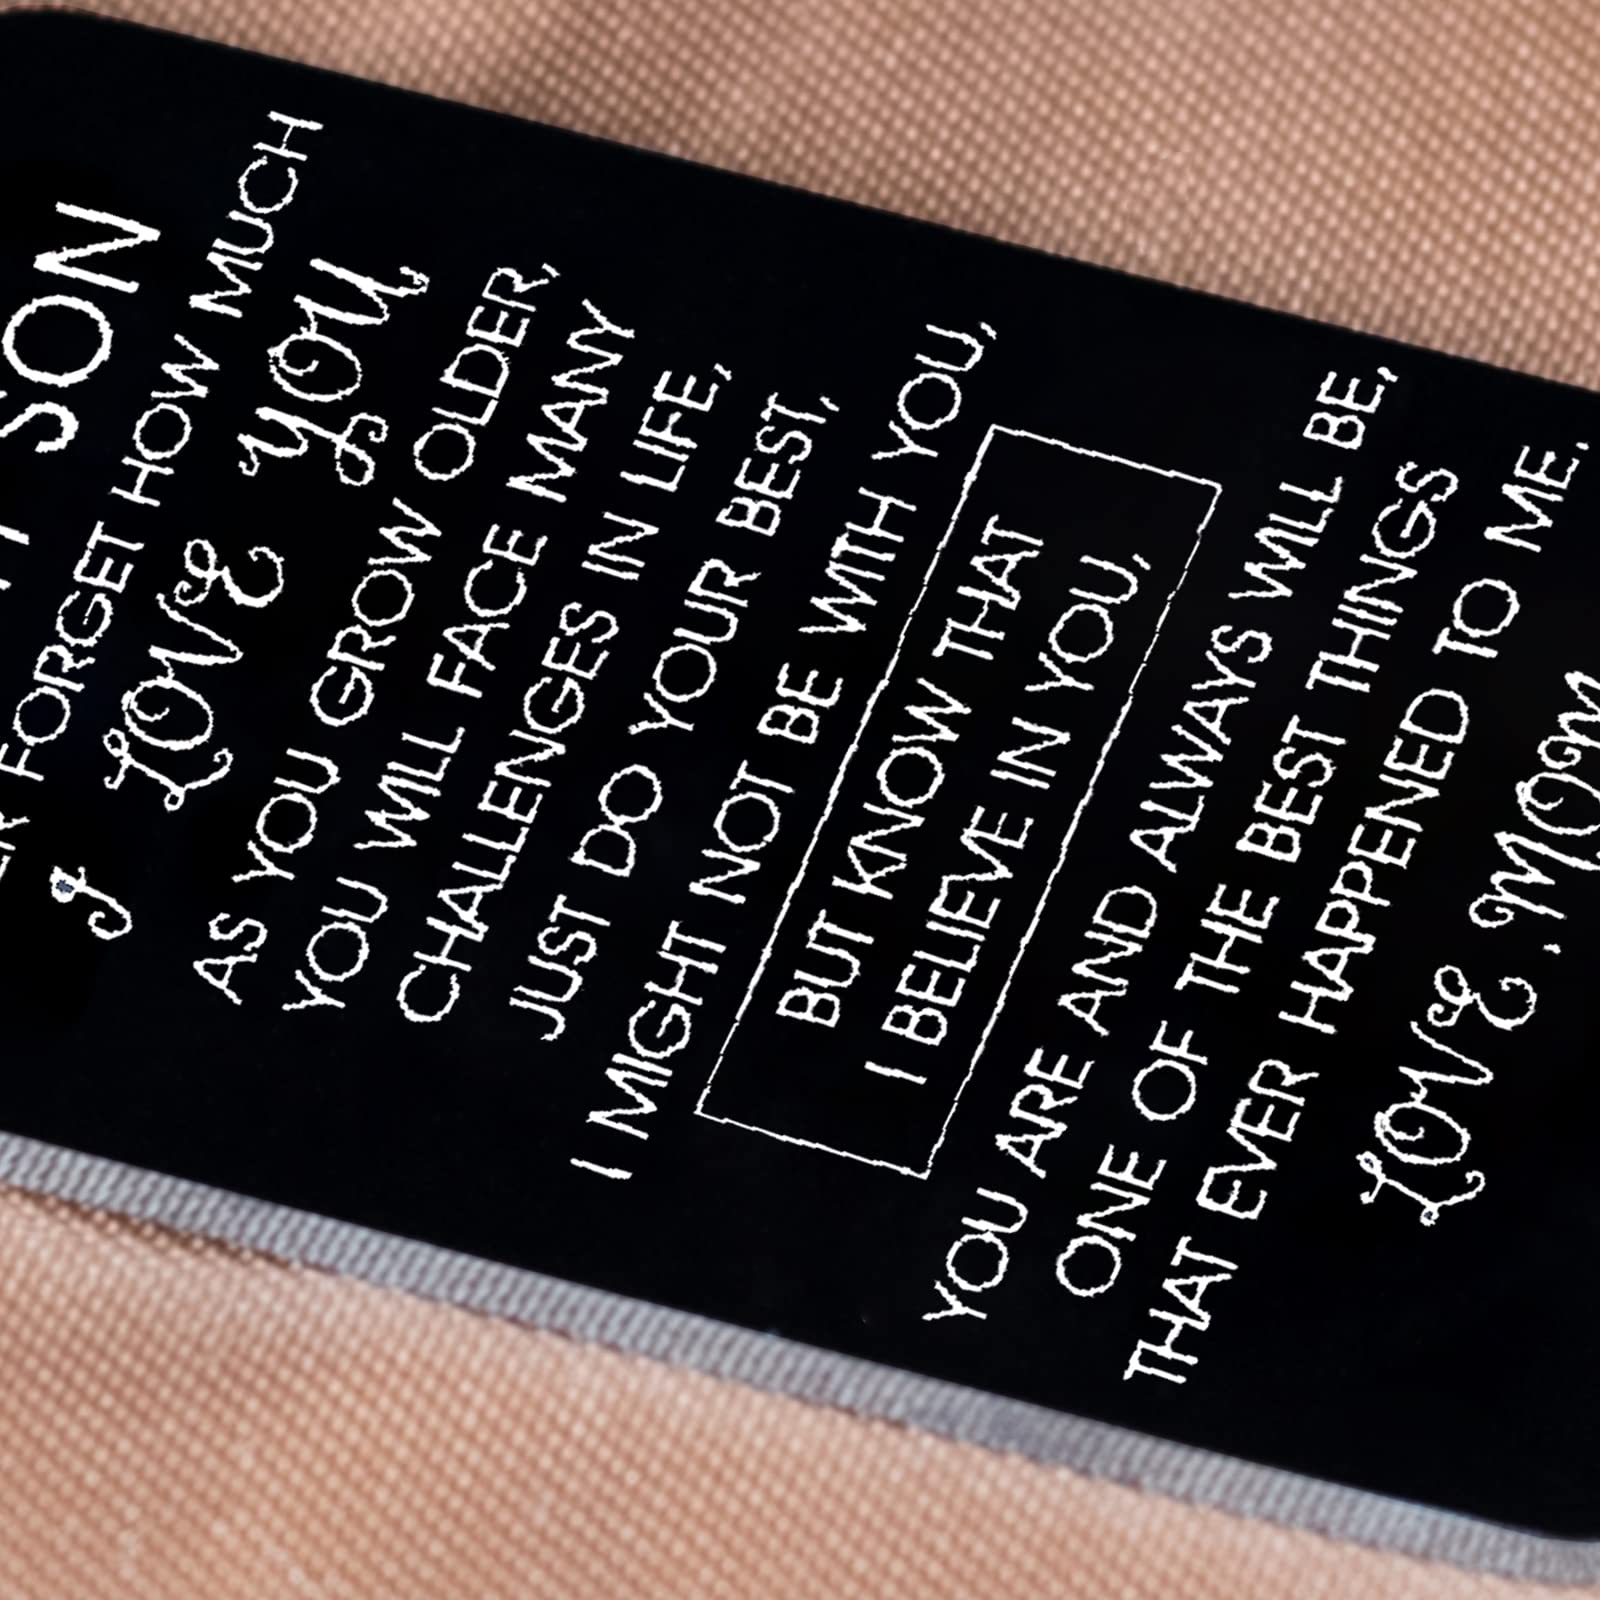 SON
FORGET HOW MUCH
I LOVE YOU
AS YOU GROW OLDER,
YOU WILL FACE MANY
CHALLENGES IN LIFE,
JUST DO YOUR BEST,
I MIGHT NOT BE WITH YOU,
BUT KNOW THAT
I BELIEVE IN YOU,
YOU ARE AND ALWAYS WILL BE,
ONE OF THE BEST THINGS
THAT EVER HAPPENED TO ME.
LOVE, MOM